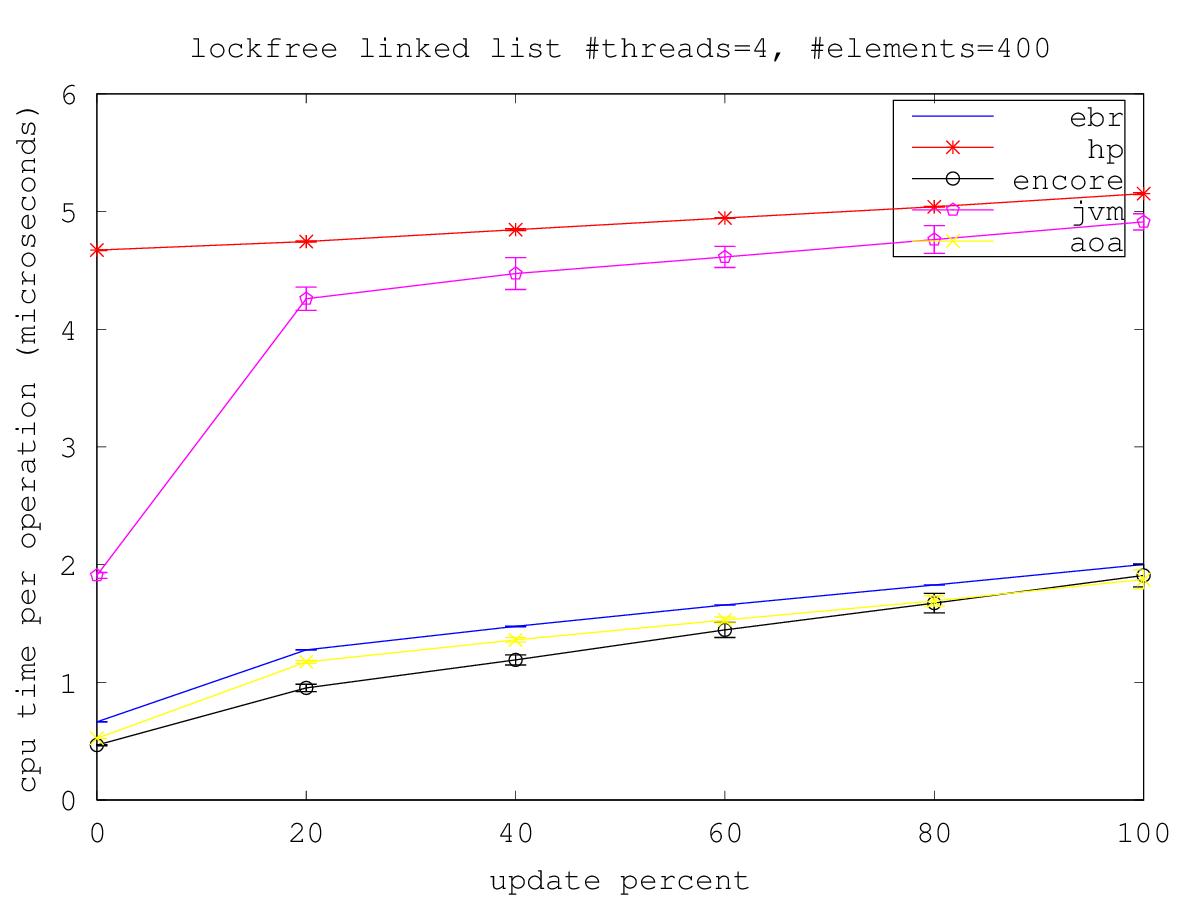 lockfree linked list #threads=4, #elements=400
cpu time per operation (microseconds)
6
5
4
3
2
1
0
ebr
hp
encore
jvm
aoa
0 20 40 60 80 100
update percent